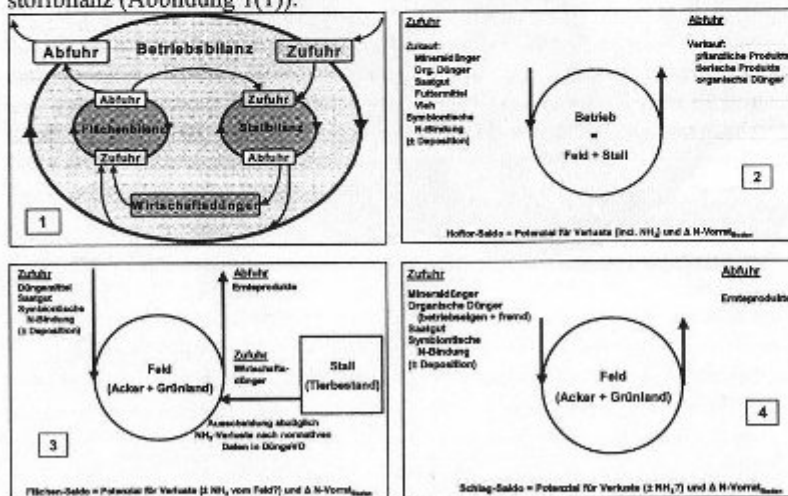 stoffbilanz (Abbildung 1(1)).
Abfuhr
Betriebsbilanz
Zufuhr
Abfuhr
Zufuhr
Flächenbilanz
Stallbilanz
Zufuhr
Abfuhr
Wirtschaftsdünger
1
Zufuhr
Abfuhr
Zukauf:
Mineraldünger
Org. Dünger
Saatgut
Futtermittel
Vieh
Symbiontische
N-Bindung
(± Deposition)
Verkauf:
pflanzliche Produkte
tierische Produkte
organische Dünger
Betrieb
=
Feld + Stall
2
Hoftor-Saldo = Potenzial für Verluste (incl. NH₃) und Δ N-Vorrat_Boden
Zufuhr
Düngemittel
Saatgut
Symbiontische
N-Bindung
(± Deposition)
Abfuhr
Ernteprodukte
Feld
(Acker + Grünland)
Zufuhr
Wirtschafts-
dünger
Stall
(Tierbestand)
Ausscheidung abzüglich
NH₃-Verluste nach normativen
Daten in DüngeVO
3
Flächen-Saldo = Potenzial für Verluste (± NH₃ vom Feld?) und Δ N-Vorrat_Boden
Zufuhr
Abfuhr
Mineraldünger
Organische Dünger
(betriebseigen + fremd)
Saatgut
Symbiontische
N-Bindung
(± Deposition)
Ernteprodukte
Feld
(Acker + Grünland)
4
Schlag-Saldo = Potenzial für Verluste (± NH₃?) und Δ N-Vorrat_Boden